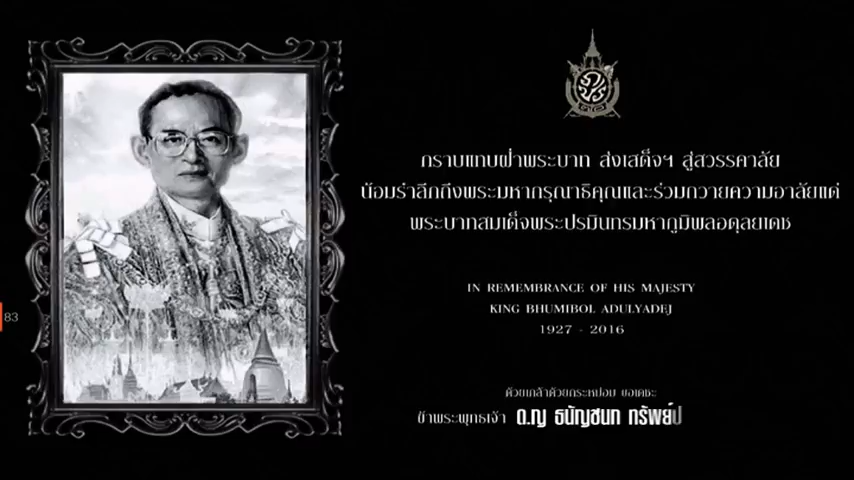 กราบแทบฝ่าพระบาท ส่งเสด็จฯ สู่สวรรคาลัย
น้อมรำลึกถึงพระมหากรุณาธิคุณและร่วมถวายความอาลัยแด่
พระบาทสมเด็จพระปรมินทรมหาภูมิพลอดุลยเดช
IN REMEMBRANCE OF HIS MAJESTY
KING BHUMIBOL ADULYADEJ
1927 - 2016
83
ด้วยเกล้าด้วยกระหม่อม ขอเดชะ
ข้าพระพุทธเจ้า ด.ญ ธนัญชนท ทรัพย์ป